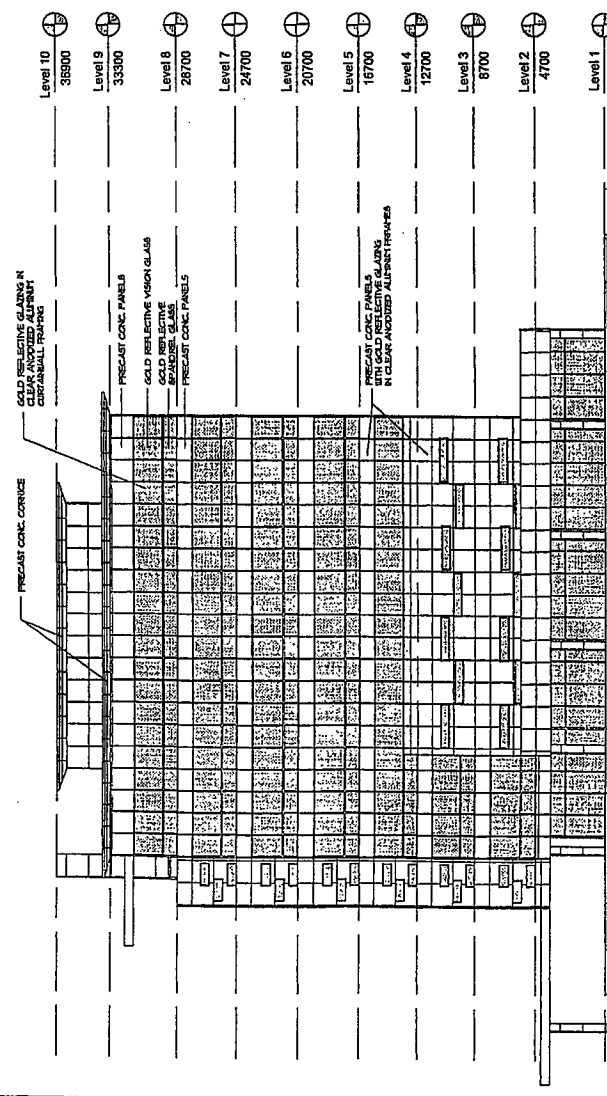 Level 10
36900
Level 9
33300
Level 8
28700
Level 7
24700
Level 6
20700
Level 5
16700
Level 4
12700
Level 3
8700
Level 2
4700
Level 1
PRECAST CONC. CORNICE
GOLD REFLECTIVE GLAZING IN
CLEAR ANODIZED ALUMINUM
CURTAINWALL FRAMING
PRECAST CONC. PANELS
GOLD REFLECTIVE VISION GLASS
GOLD REFLECTIVE
SPANDREL GLASS
PRECAST CONC. PANELS
PRECAST CONC. PANELS
WITH GOLD REFLECTIVE GLAZING
IN CLEAR ANODIZED ALUMINUM FRAMES